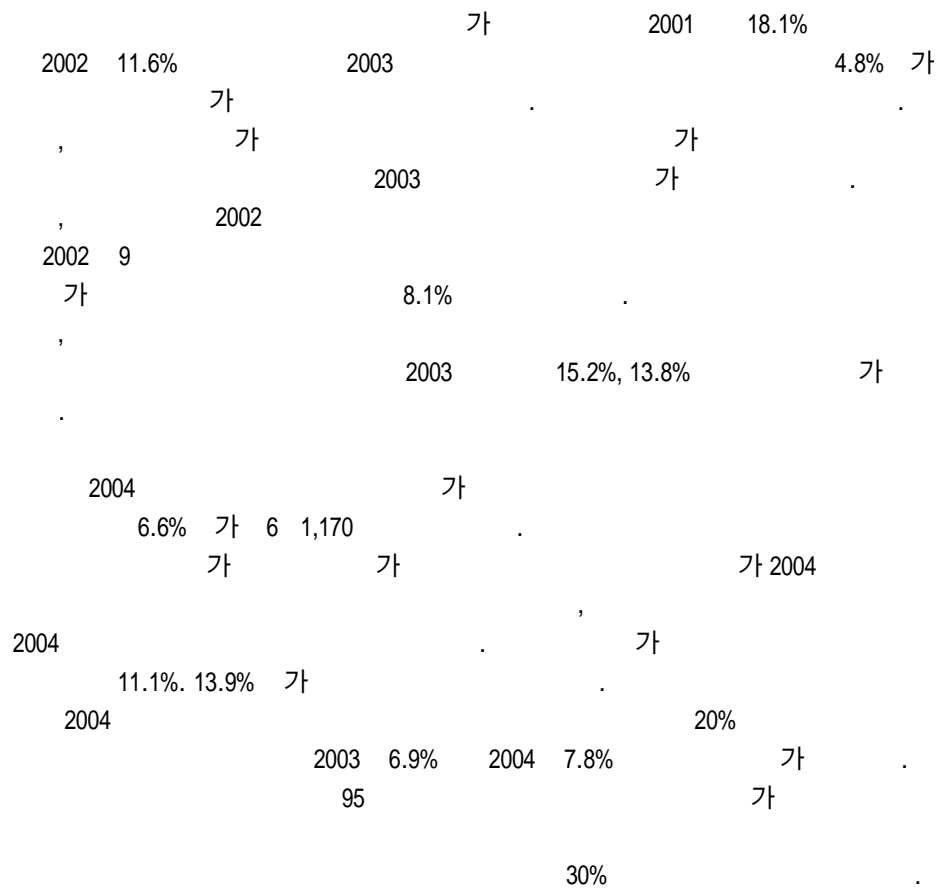 가 2001 18.1%
2002 11.6% 2003 4.8% 가
가 . .
, 가 가
2003 가 .
, 2002
2002 9
가 8.1% .
,
2003 15.2%, 13.8% 가
.
2004 가
6.6% 가 6 1,170 .
가 가 가 2004
,
2004 . 가
11.1%. 13.9% 가 .
2004 20%
2003 6.9% 2004 7.8% 가 .
95 가
30% .